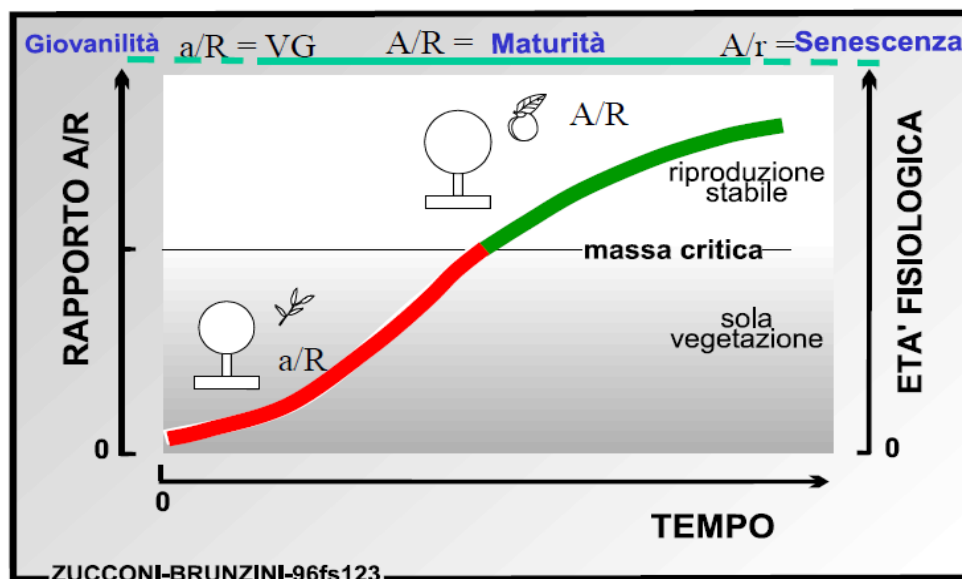 Giovanilità a/R = VG A/R = Maturità A/r = Senescenza
RAPPORTO A/R
A/R
riproduzione
stabile
massa critica
sola
vegetazione
a/R
ETA' FISIOLOGICA
0
0
0
TEMPO
ZUCCONI-BRUNZINI-96fs123